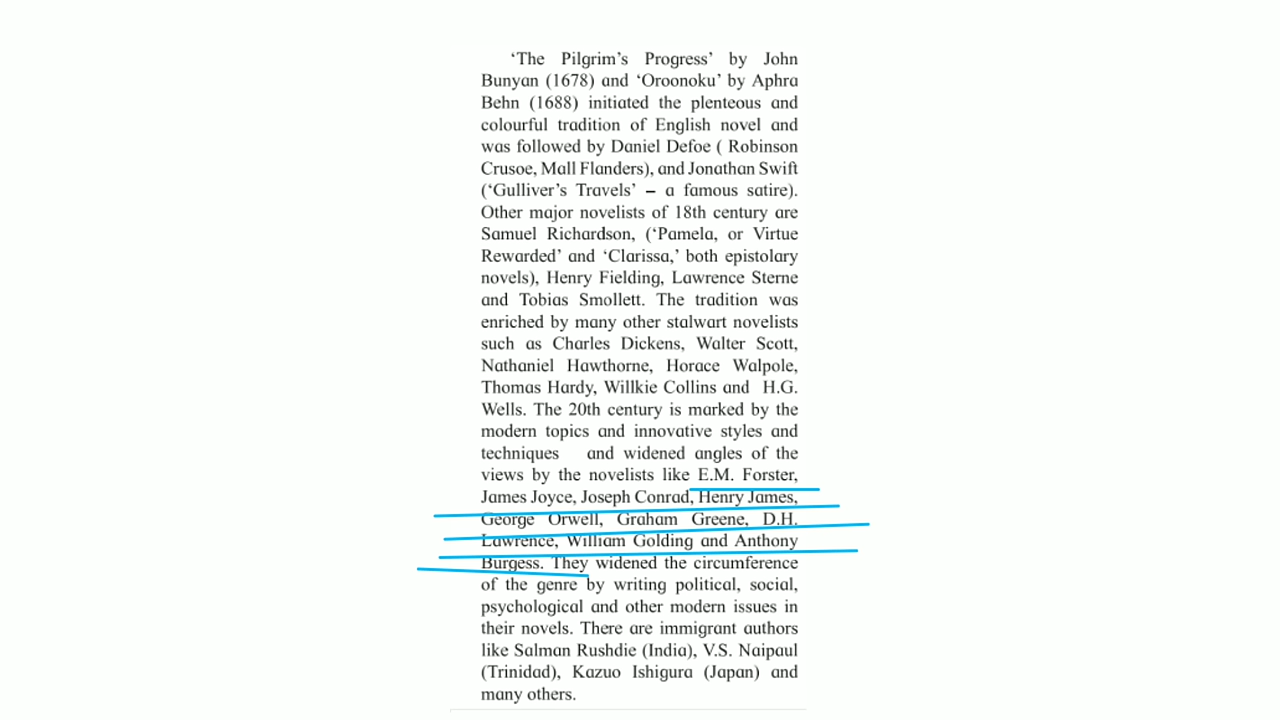 ‘The Pilgrim’s Progress’ by John
Bunyan (1678) and ‘Oroonoku’ by Aphra
Behn (1688) initiated the plenteous and
colourful tradition of English novel and
was followed by Daniel Defoe ( Robinson
Crusoe, Mall Flanders), and Jonathan Swift
(‘Gulliver’s Travels’ – a famous satire).
Other major novelists of 18th century are
Samuel Richardson, (‘Pamela, or Virtue
Rewarded’ and ‘Clarissa,’ both epistolary
novels), Henry Fielding, Lawrence Sterne
and Tobias Smollett. The tradition was
enriched by many other stalwart novelists
such as Charles Dickens, Walter Scott,
Nathaniel Hawthorne, Horace Walpole,
Thomas Hardy, Willkie Collins and H.G.
Wells. The 20th century is marked by the
modern topics and innovative styles and
techniques and widened angles of the
views by the novelists like E.M. Forster,
James Joyce, Joseph Conrad, Henry James,
George Orwell, Graham Greene, D.H.
Lawrence, William Golding and Anthony
Burgess. They widened the circumference
of the genre by writing political, social,
psychological and other modern issues in
their novels. There are immigrant authors
like Salman Rushdie (India), V.S. Naipaul
(Trinidad), Kazuo Ishigura (Japan) and
many others.